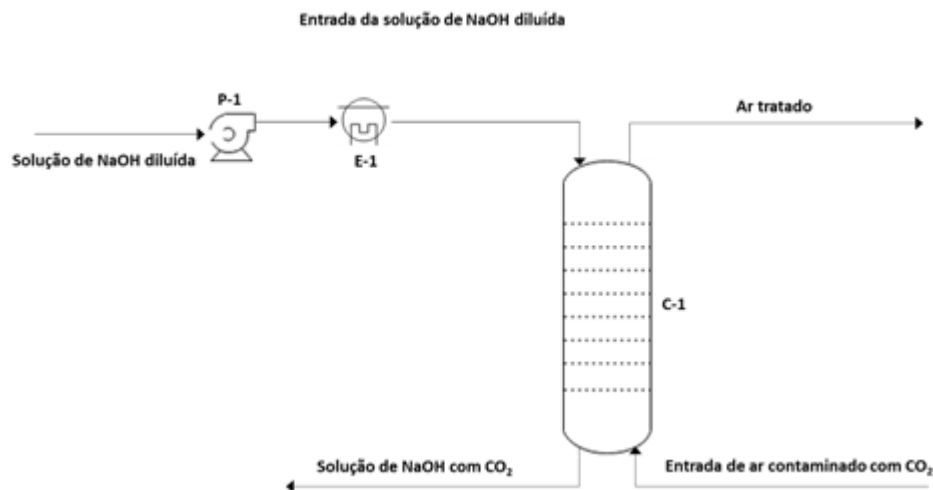 Entrada da solução de NaOH diluída
P-1
Ar tratado
Solução de NaOH diluída
E-1
C-1
Solução de NaOH com CO₂
Entrada de ar contaminado com CO₂